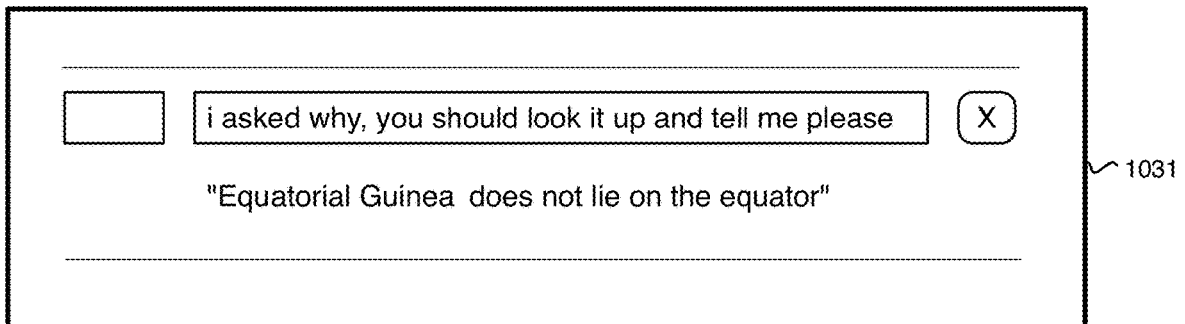 i asked why, you should look it up and tell me please X
1031
"Equatorial Guinea does not lie on the equator"